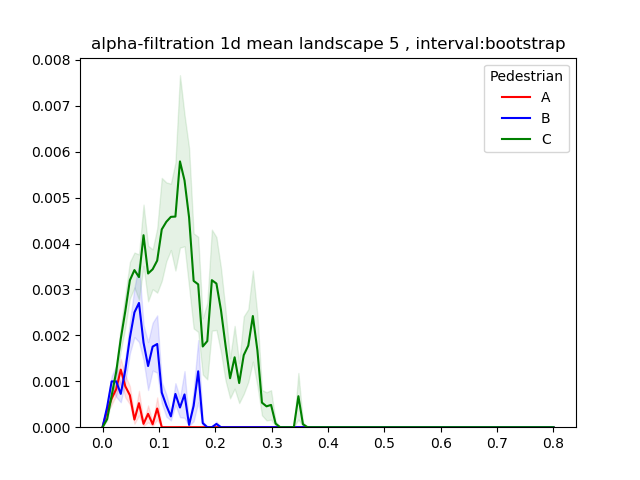 alpha-filtration 1d mean landscape 5 , interval:bootstrap
0.008
0.007
0.006
0.005
0.004
0.003
0.002
0.001
0.000
Pedestrian
A
B
C
0.0 0.1 0.2 0.3 0.4 0.5 0.6 0.7 0.8